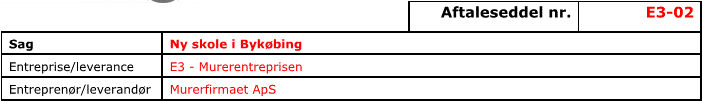 Aftaleseddel nr. E3-02
Sag Ny skole i Bykøbing
Entreprise/leverance E3 - Murerentreprisen
Entreprenør/leverandør Murerfirmaet ApS